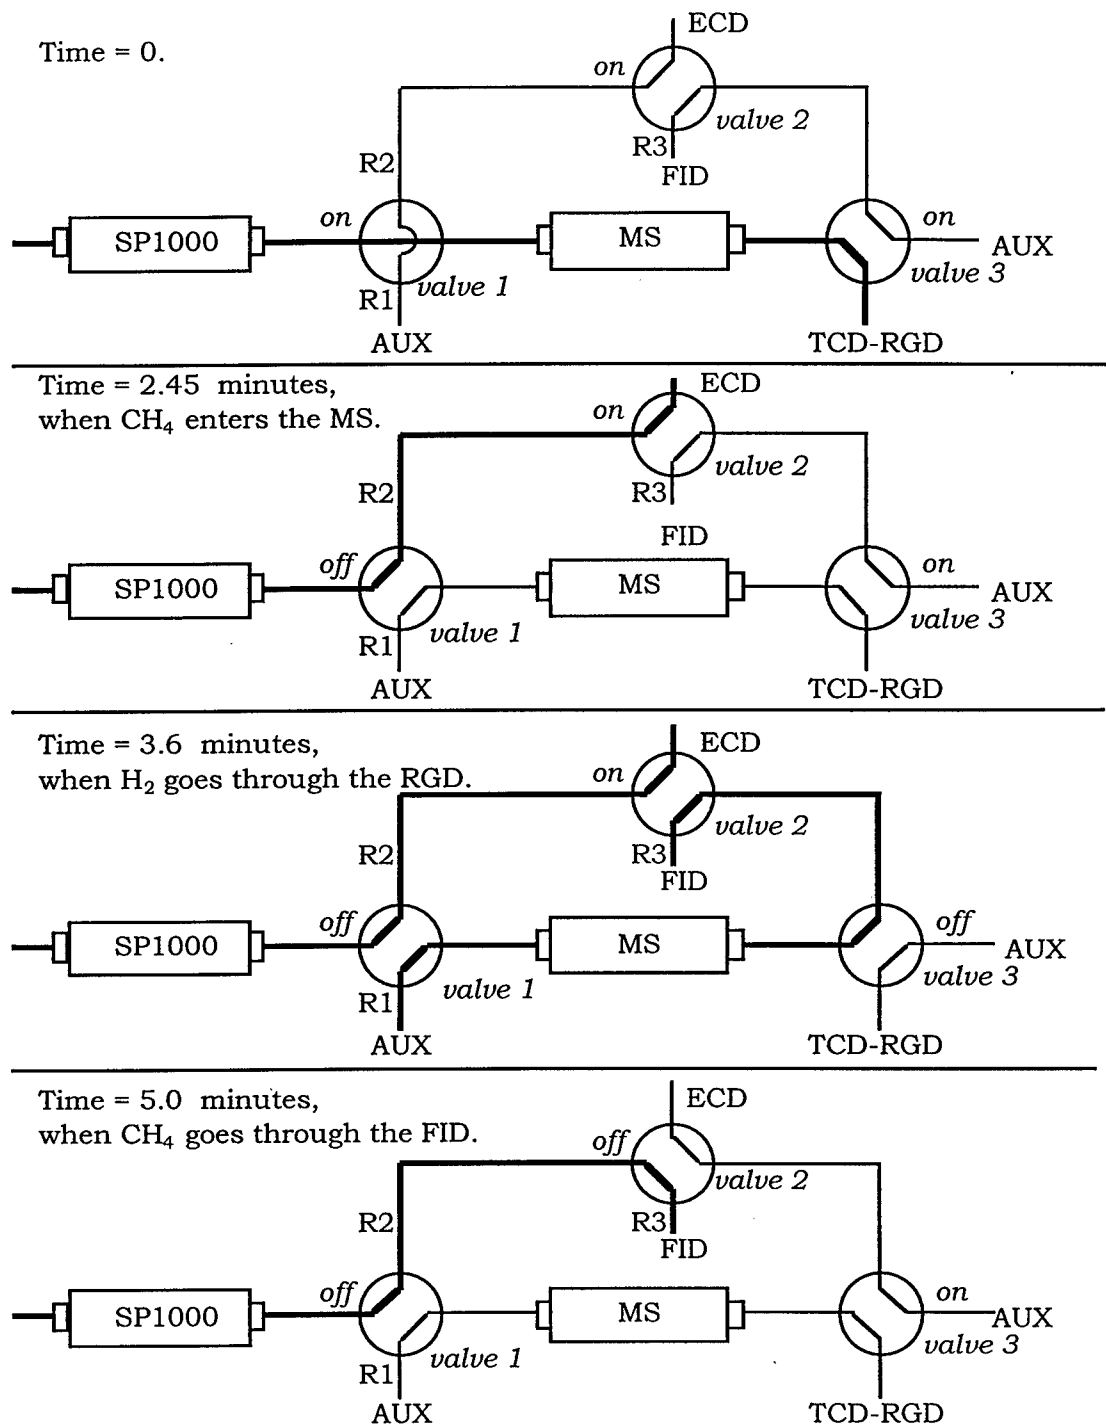 Time = 0.
ECD
on
valve 2
R3
FID
R2
SP1000
on
MS
on
AUX
valve 1
valve 3
R1
AUX
TCD-RGD
Time = 2.45 minutes,
when CH₄ enters the MS.
ECD
on
valve 2
R2
R3
FID
SP1000
off
MS
on
AUX
valve 1
valve 3
R1
AUX
TCD-RGD
Time = 3.6 minutes,
when H₂ goes through the RGD.
ECD
on
valve 2
R2
R3
FID
SP1000
off
MS
off
AUX
valve 1
valve 3
R1
AUX
TCD-RGD
Time = 5.0 minutes,
when CH₄ goes through the FID.
ECD
off
valve 2
R2
R3
FID
SP1000
off
MS
on
AUX
valve 1
valve 3
R1
AUX
TCD-RGD